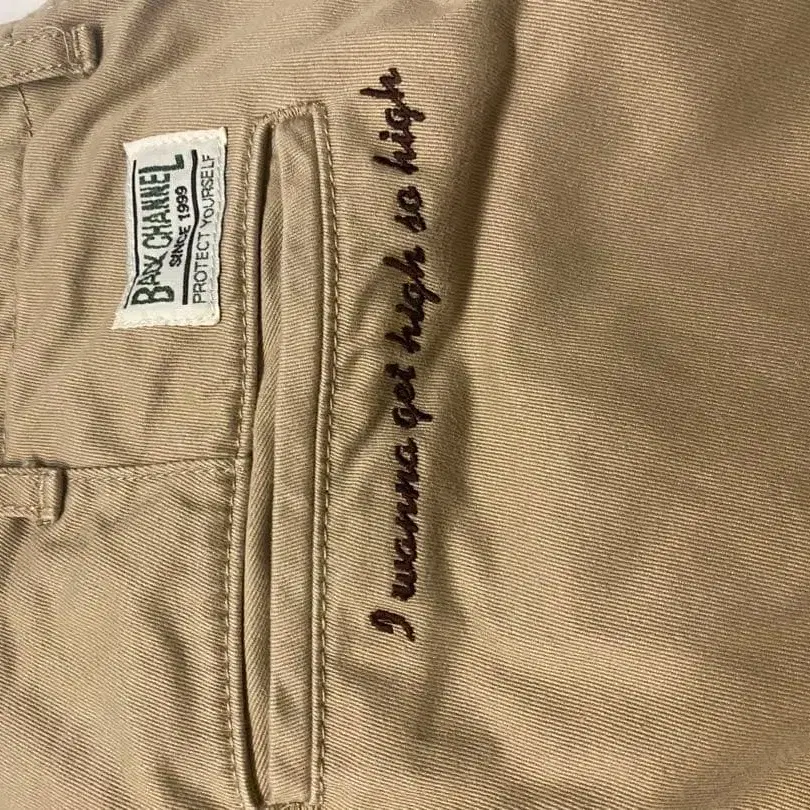 BACK CHANNEL
SINCE 1999
PROTECT YOURSELF
I wanna get high so high